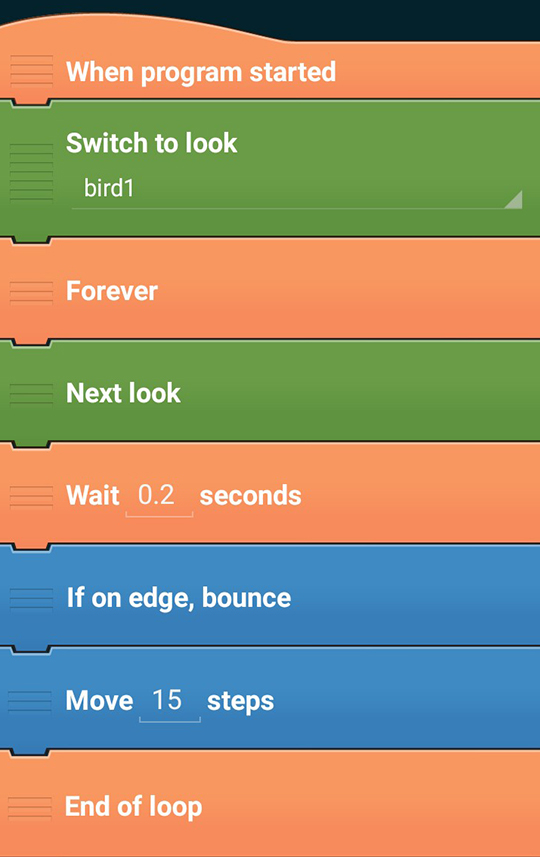 When program started
Switch to look
bird1
Forever
Next look
Wait 0.2 seconds
If on edge, bounce
Move 15 steps
End of loop